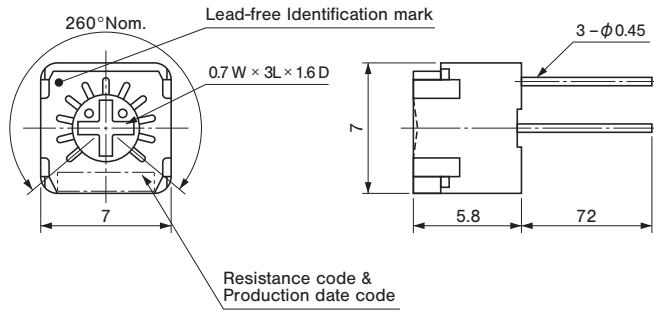 Lead-free Identification mark
260°Nom.
3 – ϕ 0.45
0.7 W × 3L × 1.6 D
7
7
5.8
72
Resistance code &
Production date code